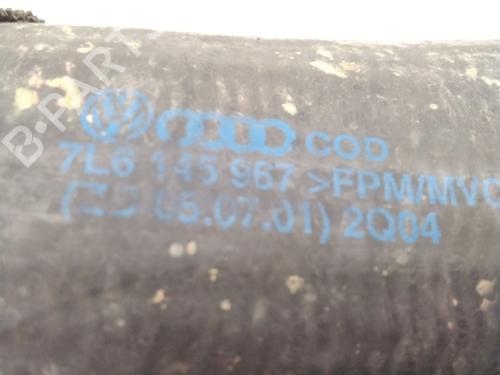 COD
7L6 145 967 >FPM/MVQ
05.07.01) 2Q04
B-PARTS